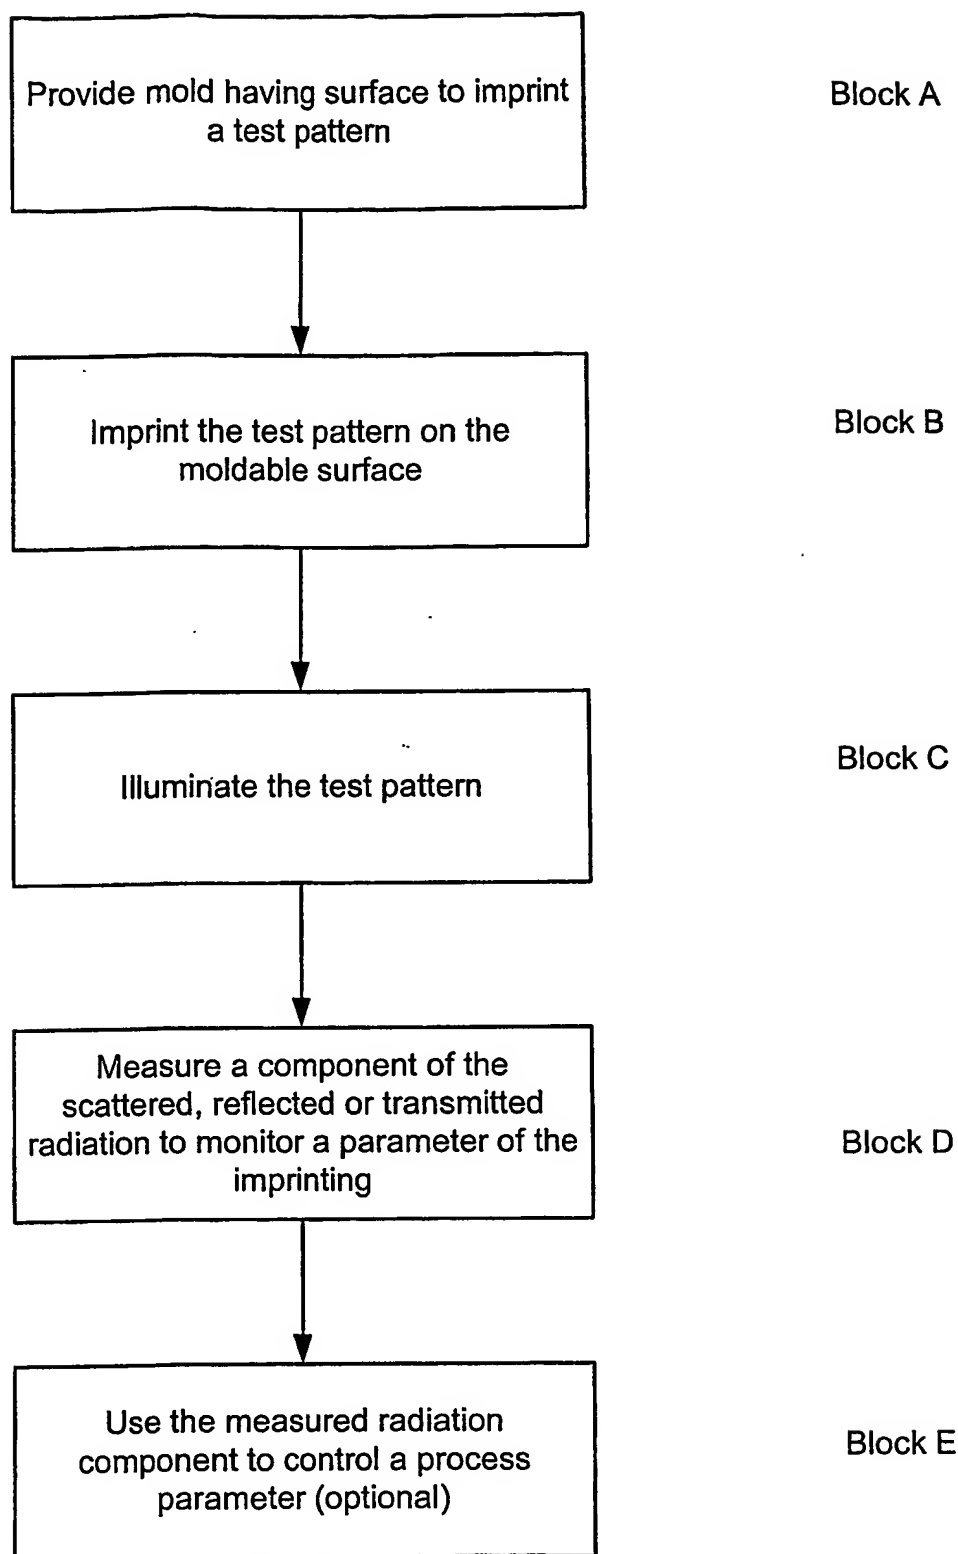 Provide mold having surface to imprint
a test pattern
Block A
Imprint the test pattern on the
moldable surface
Block B
Illuminate the test pattern
Block C
Measure a component of the
scattered, reflected or transmitted
radiation to monitor a parameter of the
imprinting
Block D
Use the measured radiation
component to control a process
parameter (optional)
Block E